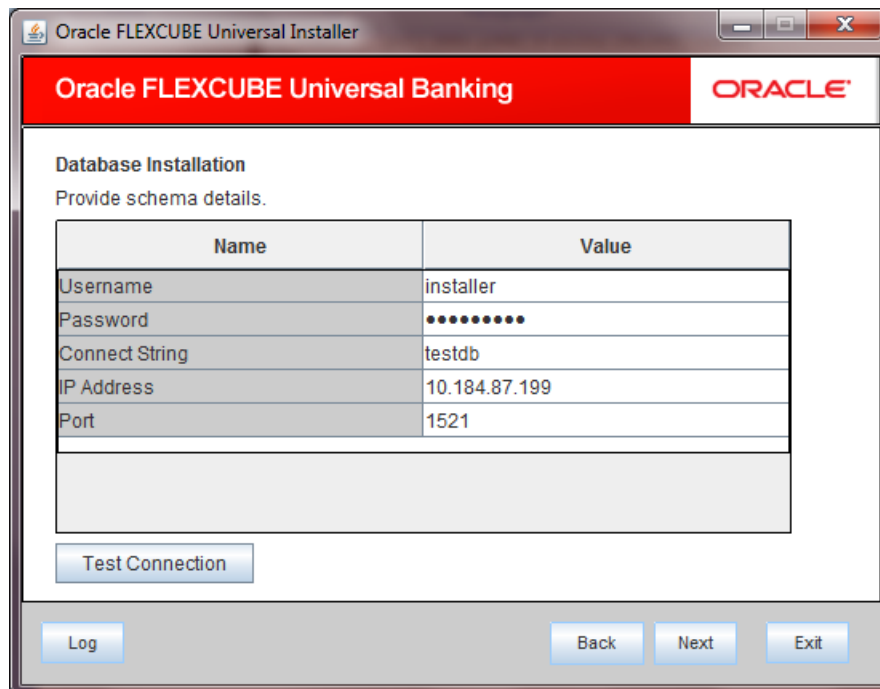 Oracle FLEXCUBE Universal Installer
Oracle FLEXCUBE Universal Banking
ORACLE
Database Installation
Provide schema details.
Name Value
Username installer
Password •••••••••
Connect String testdb
IP Address 10.184.87.199
Port 1521
Test Connection
Log Back Next Exit